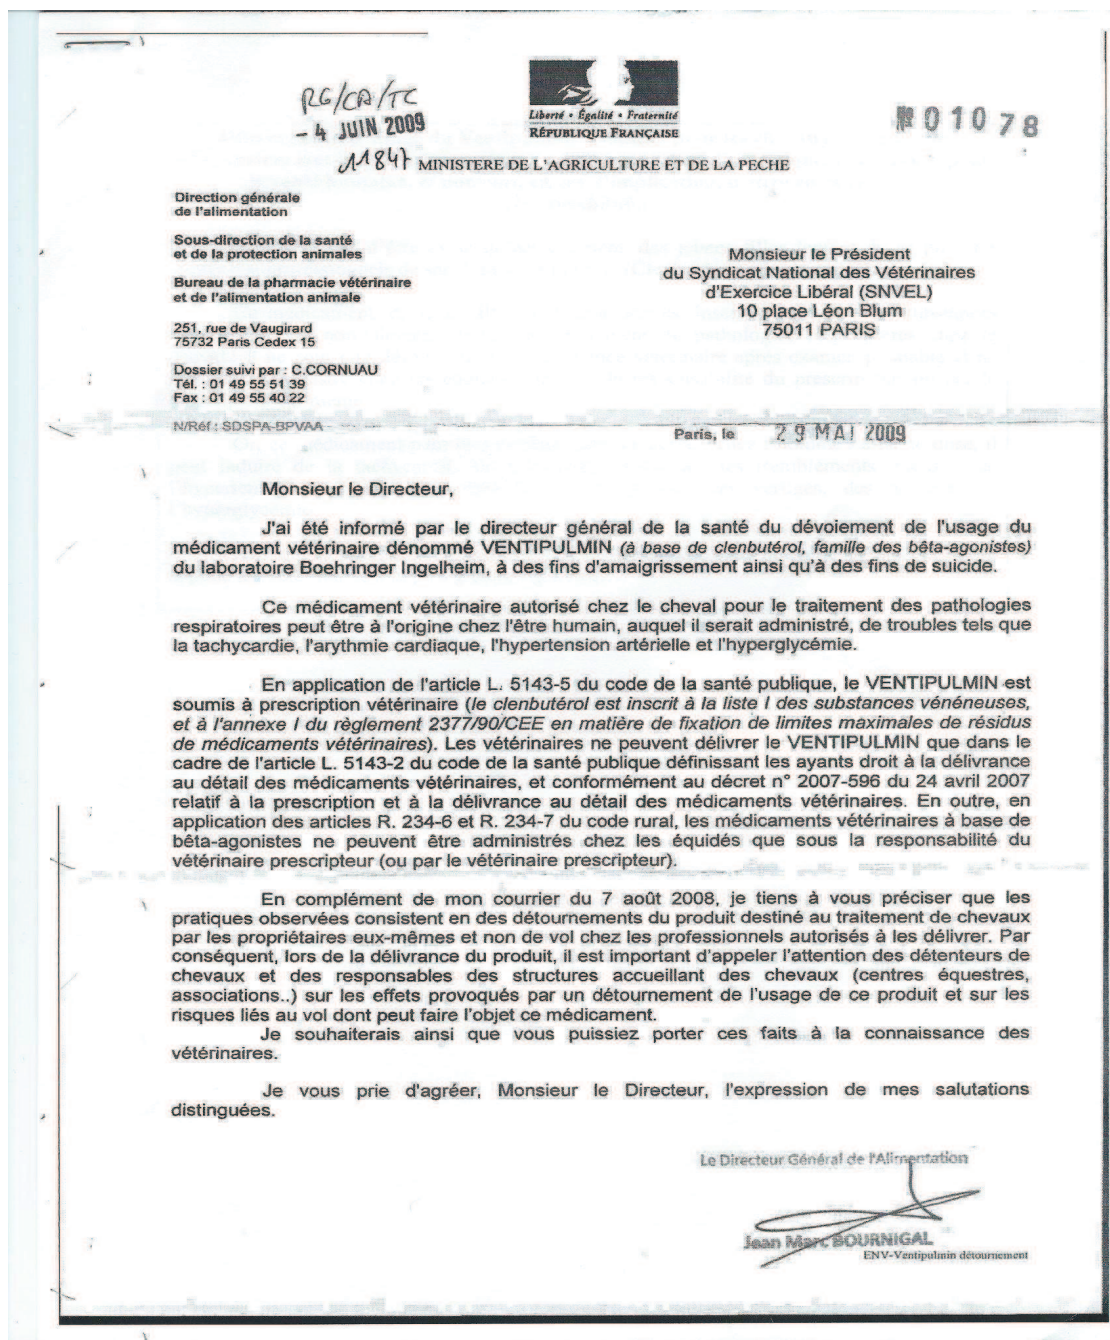 RG/CA/TC
- 4 JUIN 2009
11847
Liberté • Égalité • Fraternité
RÉPUBLIQUE FRANÇAISE
N° 01078
MINISTERE DE L'AGRICULTURE ET DE LA PECHE
Direction générale
de l'alimentation
Sous-direction de la santé
et de la protection animales
Bureau de la pharmacie vétérinaire
et de l'alimentation animale
251, rue de Vaugirard
75732 Paris Cedex 15
Dossier suivi par : C.CORNUAU
Tél. : 01 49 55 51 39
Fax : 01 49 55 40 22
N/Réf : SDSPA-BPVAA
Monsieur le Président
du Syndicat National des Vétérinaires
d'Exercice Libéral (SNVEL)
10 place Léon Blum
75011 PARIS
Paris, le 29 MAI 2009
Monsieur le Directeur,
J'ai été informé par le directeur général de la santé du dévoiement de l'usage du
médicament vétérinaire dénommé VENTIPULMIN (à base de clenbutérol, famille des bêta-agonistes)
du laboratoire Boehringer Ingelheim, à des fins d'amaigrissement ainsi qu'à des fins de suicide.
Ce médicament vétérinaire autorisé chez le cheval pour le traitement des pathologies
respiratoires peut être à l'origine chez l'être humain, auquel il serait administré, de troubles tels que
la tachycardie, l'arythmie cardiaque, l'hypertension artérielle et l'hyperglycémie.
En application de l'article L. 5143-5 du code de la santé publique, le VENTIPULMIN est
soumis à prescription vétérinaire (le clenbutérol est inscrit à la liste I des substances vénéneuses,
et à l'annexe I du règlement 2377/90/CEE en matière de fixation de limites maximales de résidus
de médicaments vétérinaires). Les vétérinaires ne peuvent délivrer le VENTIPULMIN que dans le
cadre de l'article L. 5143-2 du code de la santé publique définissant les ayants droit à la délivrance
au détail des médicaments vétérinaires, et conformément au décret n° 2007-596 du 24 avril 2007
relatif à la prescription et à la délivrance au détail des médicaments vétérinaires. En outre, en
application des articles R. 234-6 et R. 234-7 du code rural, les médicaments vétérinaires à base de
bêta-agonistes ne peuvent être administrés chez les équidés que sous la responsabilité du
vétérinaire prescripteur (ou par le vétérinaire prescripteur).
En complément de mon courrier du 7 août 2008, je tiens à vous préciser que les
pratiques observées consistent en des détournements du produit destiné au traitement de chevaux
par les propriétaires eux-mêmes et non de vol chez les professionnels autorisés à les délivrer. Par
conséquent, lors de la délivrance du produit, il est important d'appeler l'attention des détenteurs de
chevaux et des responsables des structures accueillant des chevaux (centres équestres,
associations..) sur les effets provoqués par un détournement de l'usage de ce produit et sur les
risques liés au vol dont peut faire l'objet ce médicament.
Je souhaiterais ainsi que vous puissiez porter ces faits à la connaissance des
vétérinaires.
Je vous prie d'agréer, Monsieur le Directeur, l'expression de mes salutations
distinguées.
Le Directeur Général de l'Alimentation
Jean Marc BOURNIGAL
ENV-Ventipulmin détournement